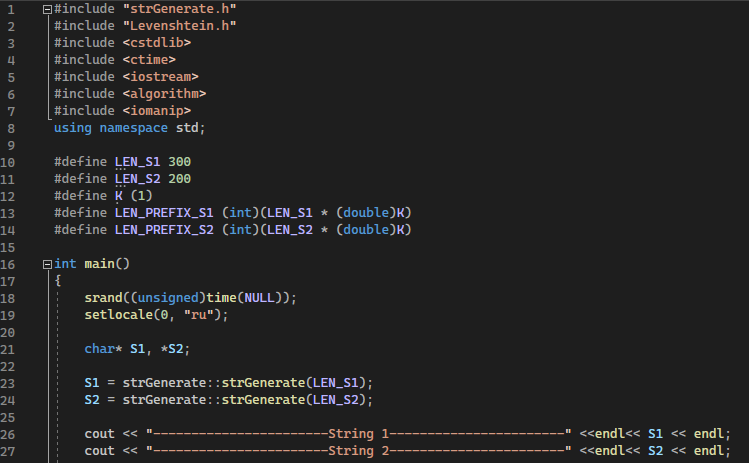 1 #include "strGenerate.h"
2 #include "Levenshtein.h"
3 #include <cstdlib>
4 #include <ctime>
5 #include <iostream>
6 #include <algorithm>
7 #include <iomanip>
8 using namespace std;
9
10 #define LEN_S1 300
11 #define LEN_S2 200
12 #define K (1)
13 #define LEN_PREFIX_S1 (int)(LEN_S1 * (double)K)
14 #define LEN_PREFIX_S2 (int)(LEN_S2 * (double)K)
15
16 int main()
17 {
18 srand((unsigned)time(NULL));
19 setlocale(0, "ru");
20
21 char* S1, *S2;
22
23 S1 = strGenerate::strGenerate(LEN_S1);
24 S2 = strGenerate::strGenerate(LEN_S2);
25
26 cout << "-----------------------String 1-----------------------" <<endl<< S1 << endl;
27 cout << "-----------------------String 2-----------------------" <<endl<< S2 << endl;